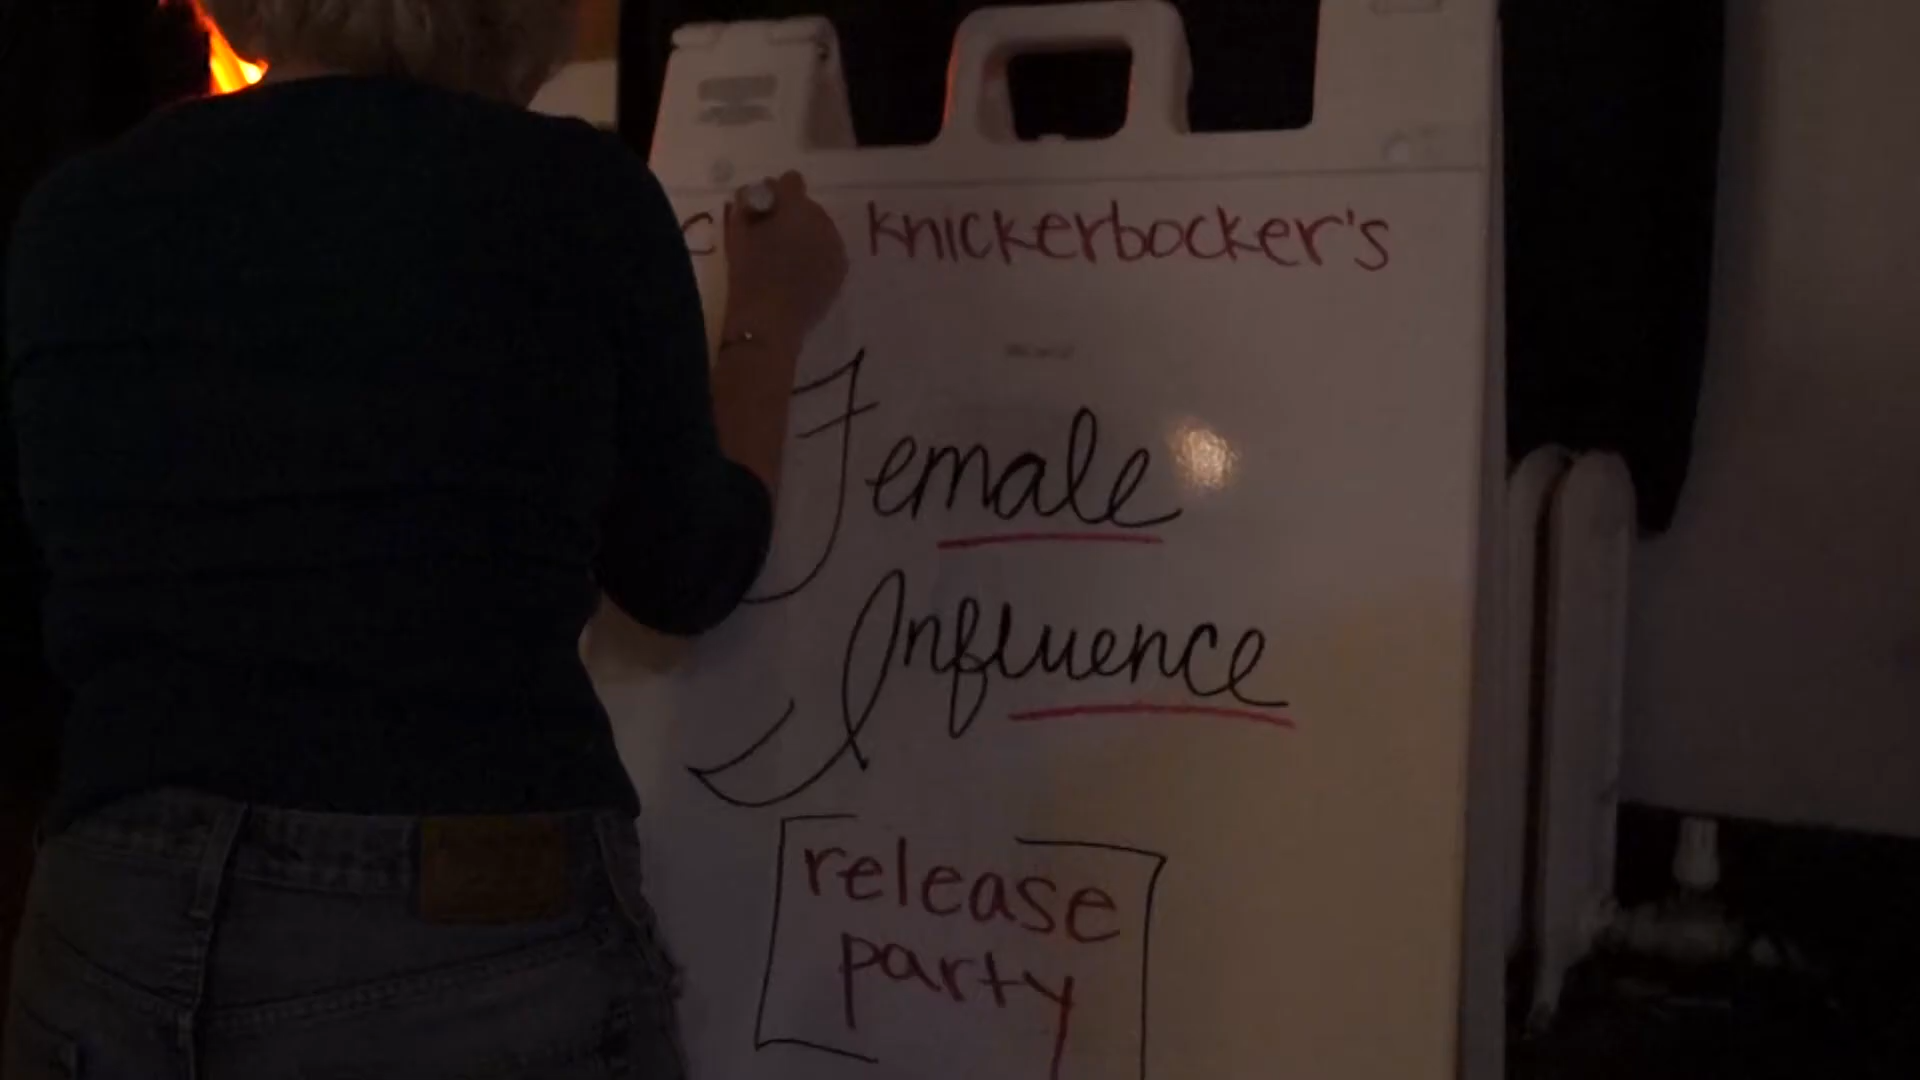 knickerbocker's
Female
Influence
release
party